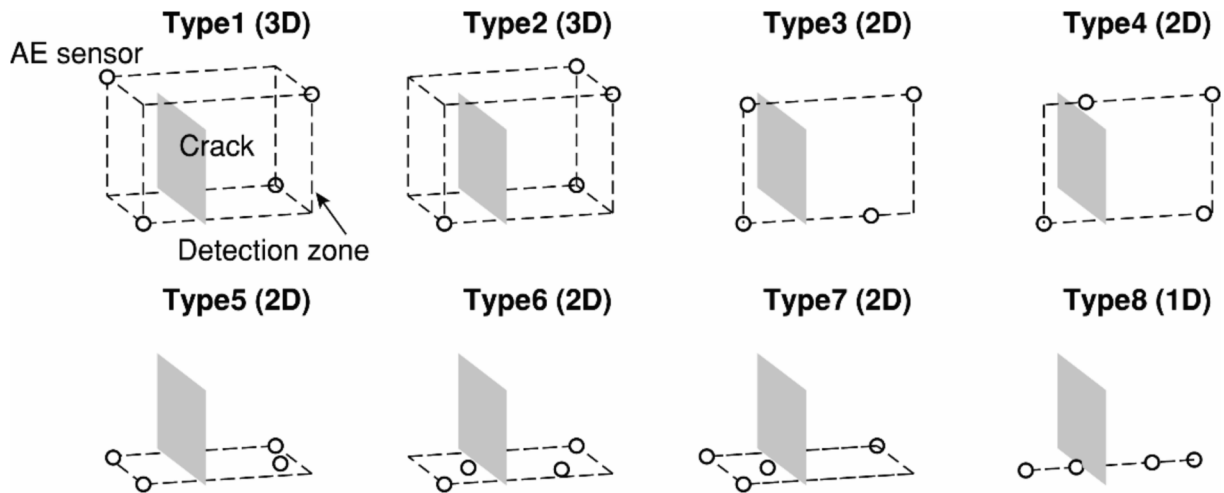 Type1 (3D)
Type2 (3D)
Type3 (2D)
Type4 (2D)
AE sensor
Crack
Detection zone
Type5 (2D)
Type6 (2D)
Type7 (2D)
Type8 (1D)